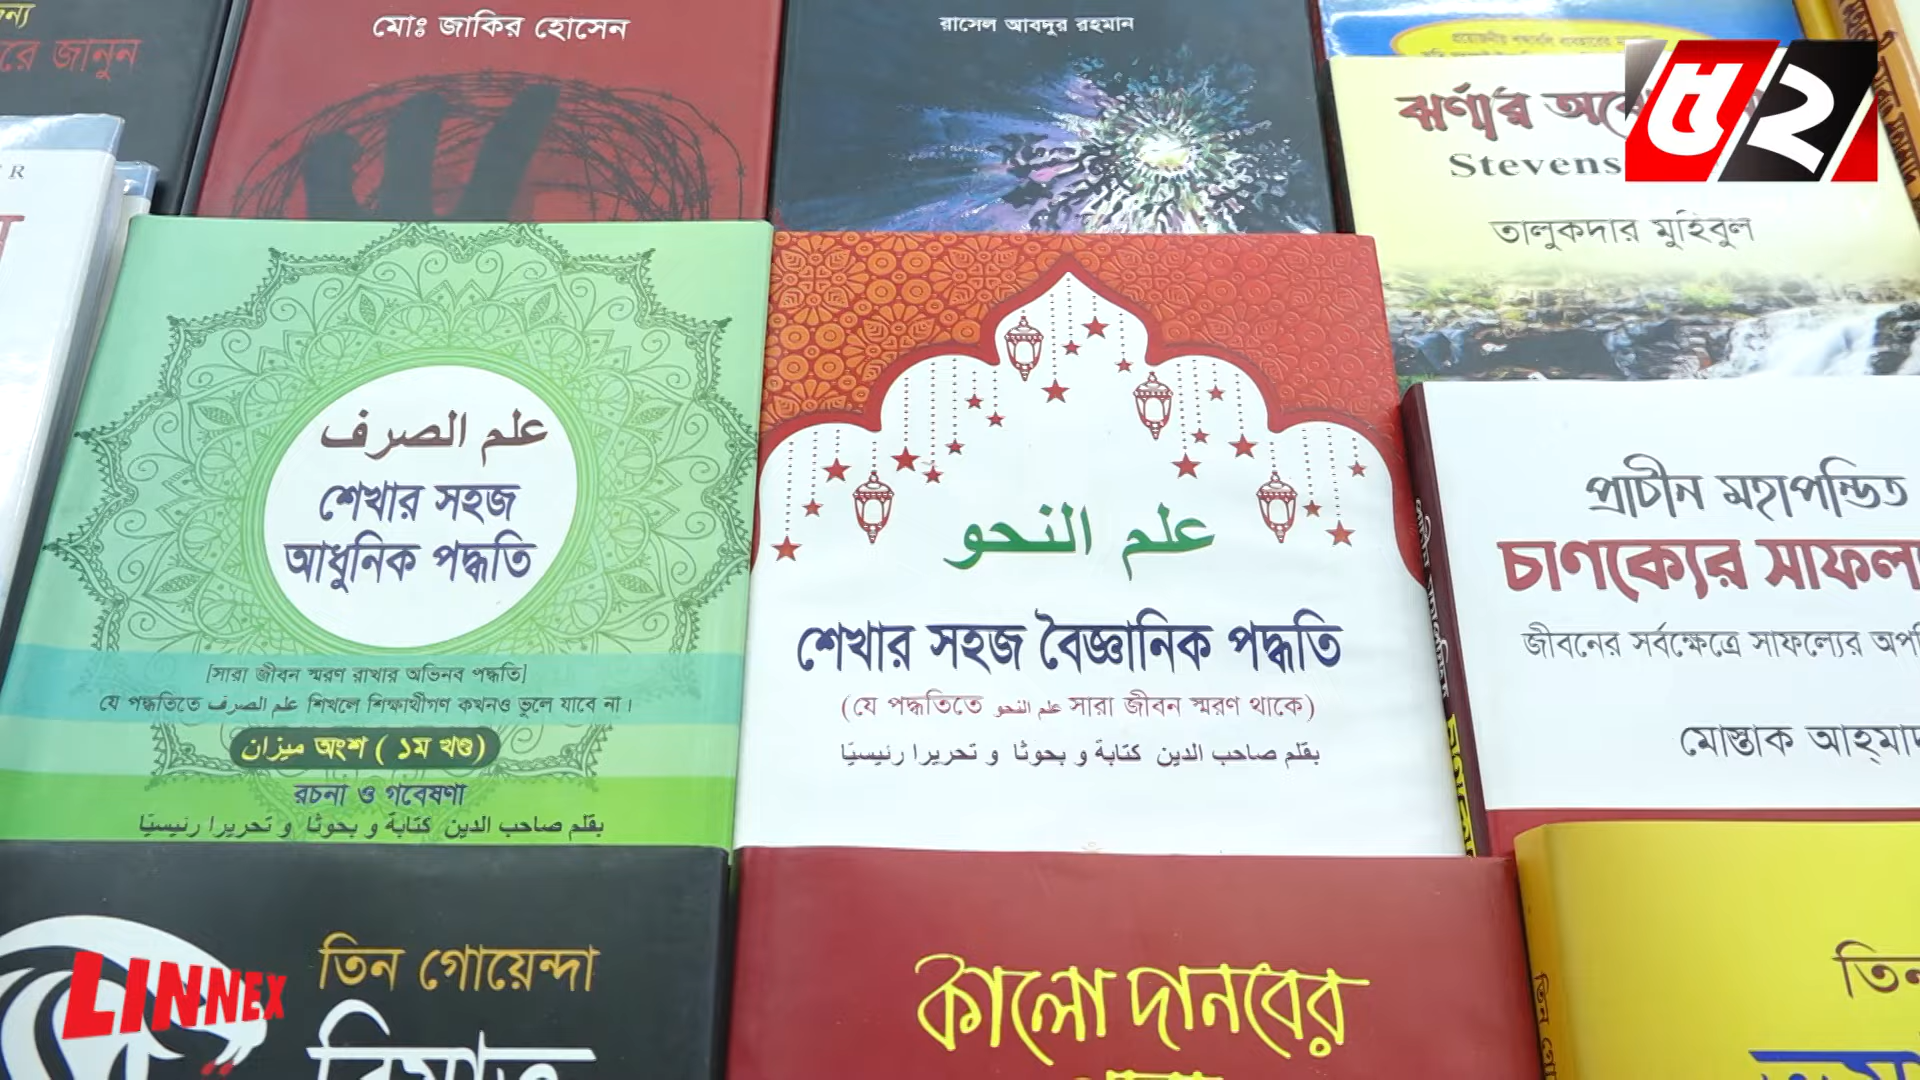 রে জানুন
মোঃ জাকির হোসেন
রাসেল আবদুর রহমান
ঝর্ণার
Stevens
তালুকদার মুহিবুল
২
علم الصرف
শেখার সহজ
আধুনিক পদ্ধতি
[সারা জীবন স্মরণ রাখার অভিনব পদ্ধতি]
যে পদ্ধতিতে علم الصرف শিখলে শিক্ষার্থীগণ কখনও ভুলে যাবে না।
ميزان অংশ ( ১ম খণ্ড)
রচনা ও গবেষণা
بقلم صاحب الدين كتابة و بحوثا و تحريرا رئيسيّا
علم النحو
শেখার সহজ বৈজ্ঞানিক পদ্ধতি
(যে পদ্ধতিতে علم النحو সারা জীবন স্মরণ থাকে)
بقلم صاحب الدين كتابة و بحوثا و تحريرا رئيسيّا
প্রাচীন মহাপন্ডিত
চাণক্যের
জীবনের সর্বক্ষেত্রে সাফল্যের
মোস্তাক
LINNEX
তিন গোয়েন্দা
কালো দানবের